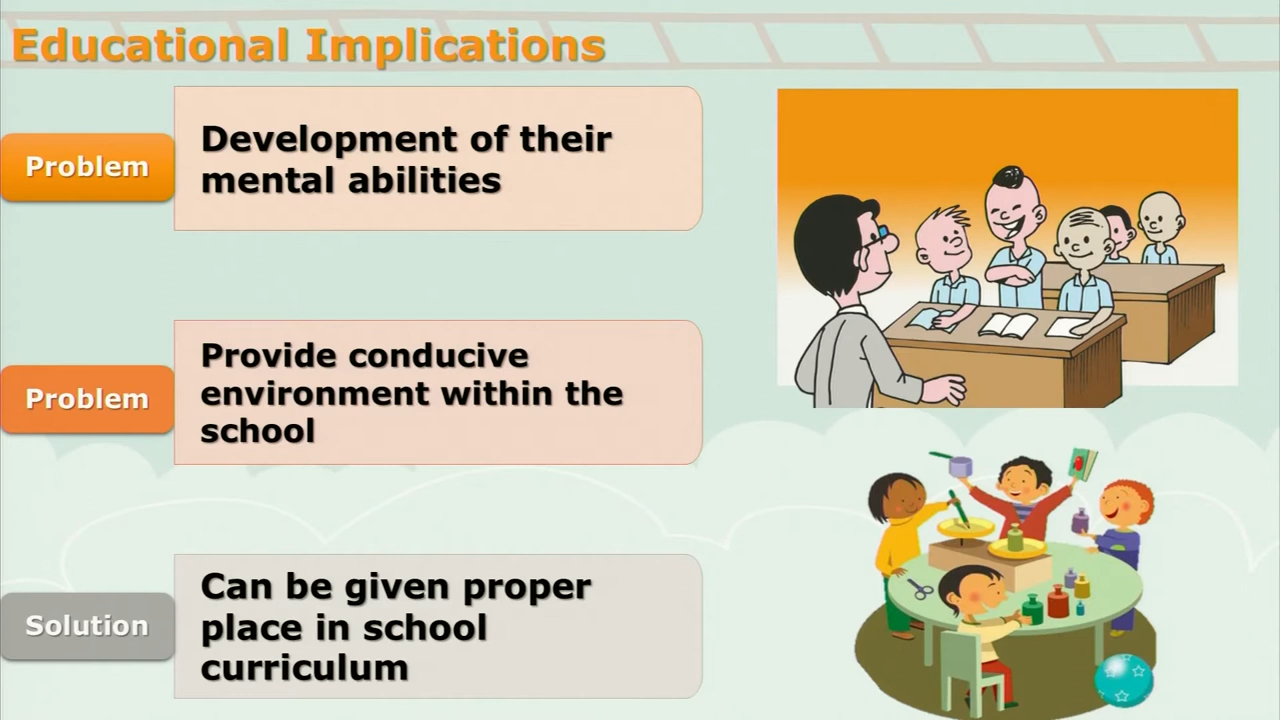 Educational Implications
Problem
Development of their
mental abilities
Problem
Provide conducive
environment within the
school
Solution
Can be given proper
place in school
curriculum